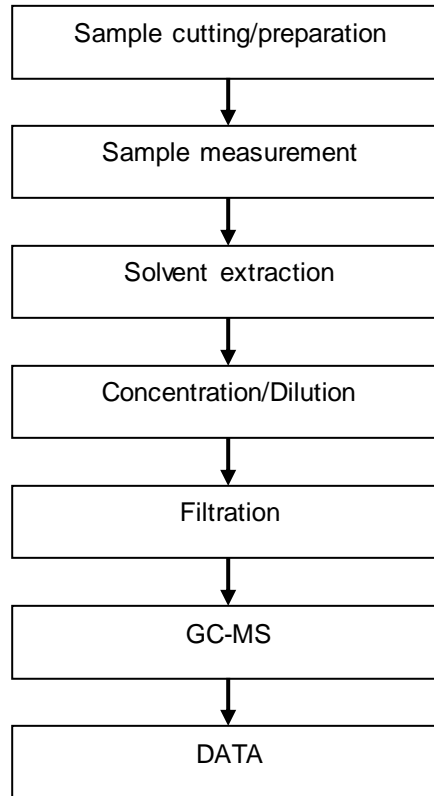 Sample cutting/preparation
Sample measurement
Solvent extraction
Concentration/Dilution
Filtration
GC-MS
DATA